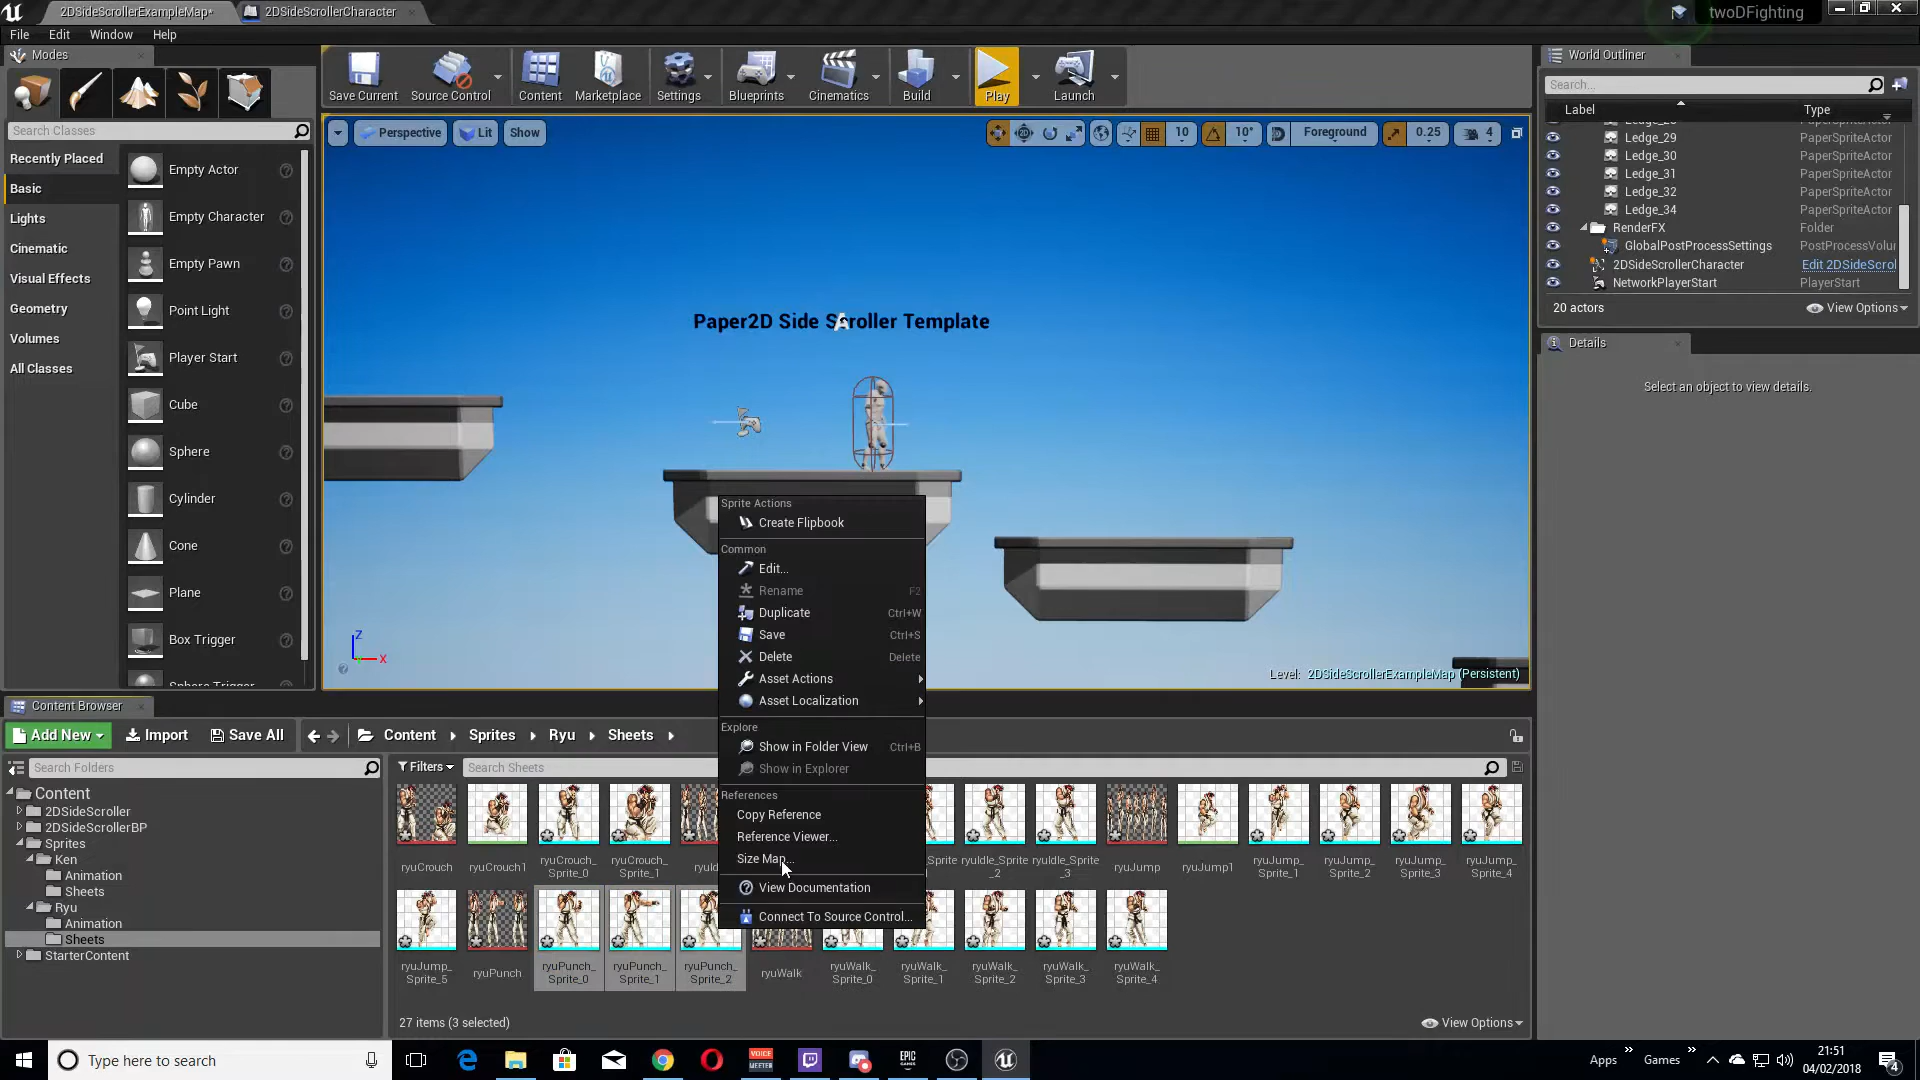 2DSideScrollerExampleMap*
2DSideScrollerCharacter
twoDFighting
File Edit Window Help
Modes
Save Current
Source Control
Content
Marketplace
Settings
Blueprints
Cinematics
Build
Play
Launch
World Outliner
Search...
Label Type
Search Classes
Recently Placed
Basic
Lights
Cinematic
Visual Effects
Geometry
Volumes
All Classes
Empty Actor
Empty Character
Empty Pawn
Point Light
Player Start
Cube
Sphere
Cylinder
Cone
Plane
Box Trigger
Sphere Trigger
Perspective
Lit
Show
10
10°
Foreground
0.25
4
PaperSpriteActor
Ledge_29 PaperSpriteActor
Ledge_30 PaperSpriteActor
Ledge_31 PaperSpriteActor
Ledge_32 PaperSpriteActor
Ledge_34 PaperSpriteActor
RenderFX Folder
GlobalPostProcessSettings PostProcessVolu
2DSideScrollerCharacter Edit 2DSideScrol
NetworkPlayerStart PlayerStart
20 actors
View Options
Details
Select an object to view details.
Paper2D Side Scroller Template
Z
X
Level: 2DSideScrollerExampleMap (Persistent)
Sprite Actions
Create Flipbook
Common
Edit...
Rename F2
Duplicate Ctrl+W
Save Ctrl+S
Delete Delete
Asset Actions
Asset Localization
Explore
Show in Folder View Ctrl+B
Show in Explorer
References
Copy Reference
Reference Viewer...
Size Map...
View Documentation
Connect To Source Control...
Content Browser
Add New
Import
Save All
Content
Sprites
Ryu
Sheets
Search Folders
Filters
Search Sheets
Content
2DSideScroller
2DSideScrollerBP
Sprites
Ken
Animation
Sheets
Ryu
Animation
Sheets
StarterContent
ryuCrouch
ryuCrouch1
ryuCrouch_
Sprite_0
ryuCrouch_
Sprite_1
ryuId
Sprite
ryuIdle_Sprite
_2
ryuIdle_Sprite
_3
ryuJump
ryuJump1
ryuJump_
Sprite_1
ryuJump_
Sprite_2
ryuJump_
Sprite_3
ryuJump_
Sprite_4
ryuJump_
Sprite_5
ryuPunch
ryuPunch_
Sprite_0
ryuPunch_
Sprite_1
ryuPunch_
Sprite_2
ryuWalk
ryuWalk_
Sprite_0
ryuWalk_
Sprite_1
ryuWalk_
Sprite_2
ryuWalk_
Sprite_3
ryuWalk_
Sprite_4
27 items (3 selected)
View Options
Type here to search
VOICE
MEETER
EPIC
GAMES
Apps
Games
21:51
04/02/2018
4